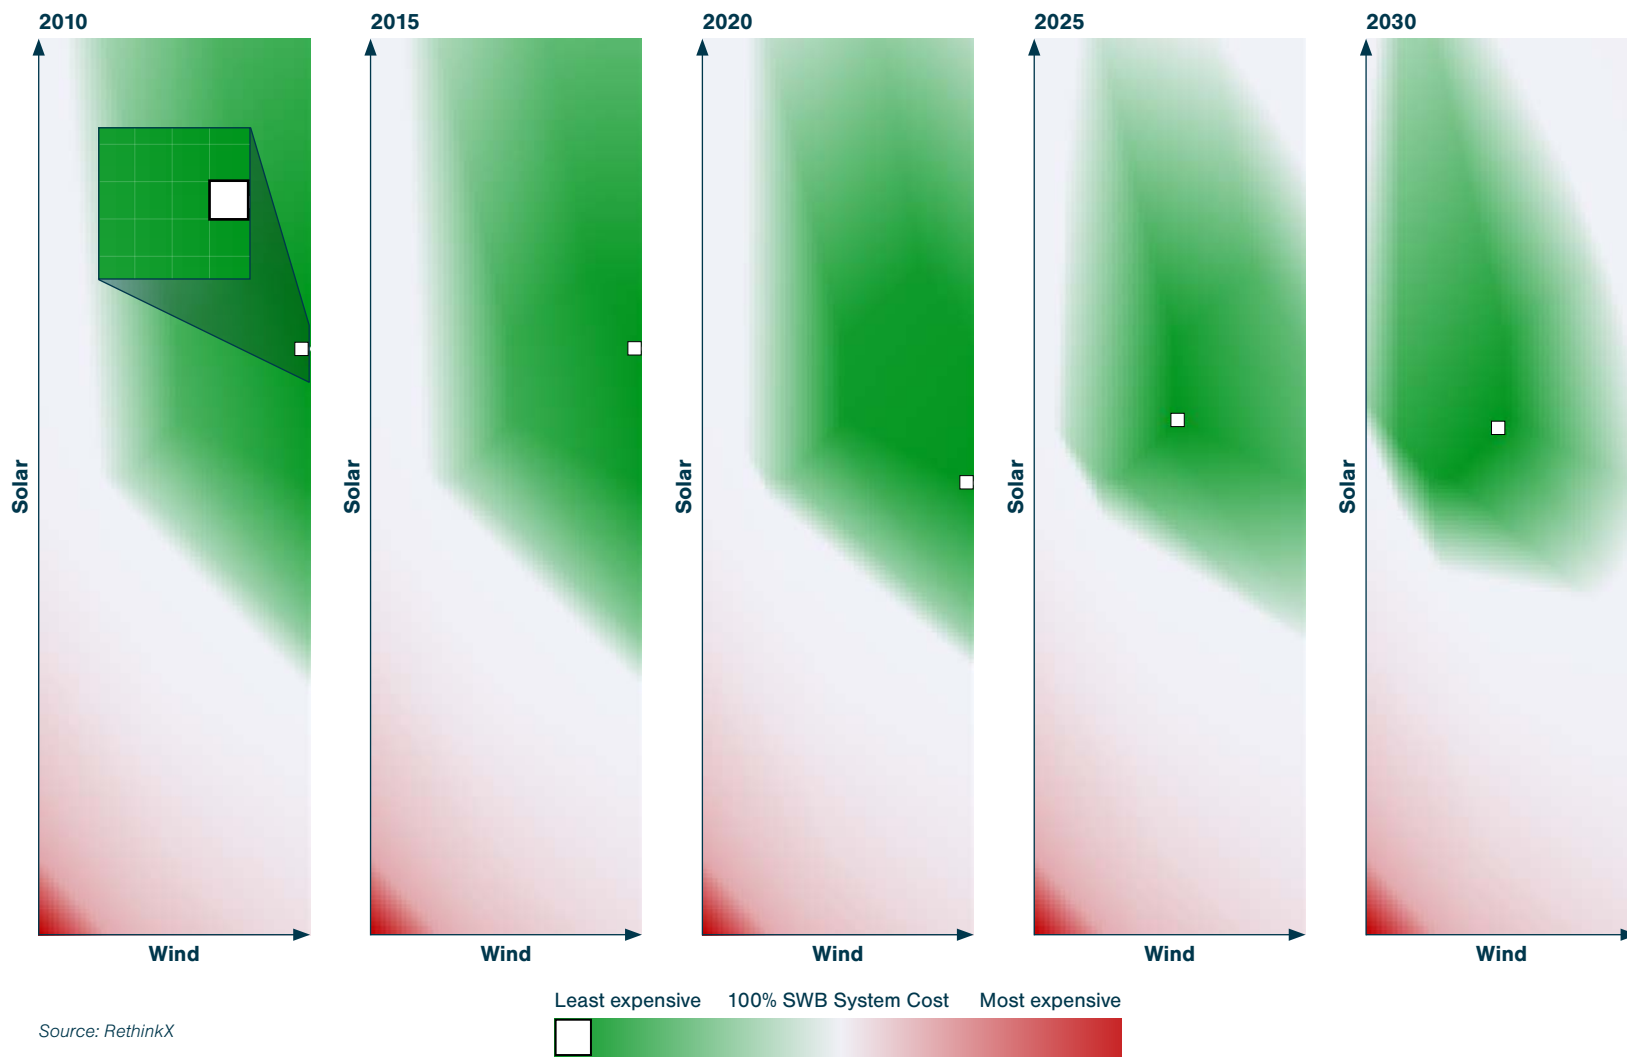 2010
2015
2020
2025
2030
Solar
Solar
Solar
Solar
Solar
Wind
Wind
Wind
Wind
Wind
Least expensive 100% SWB System Cost Most expensive
Source: RethinkX